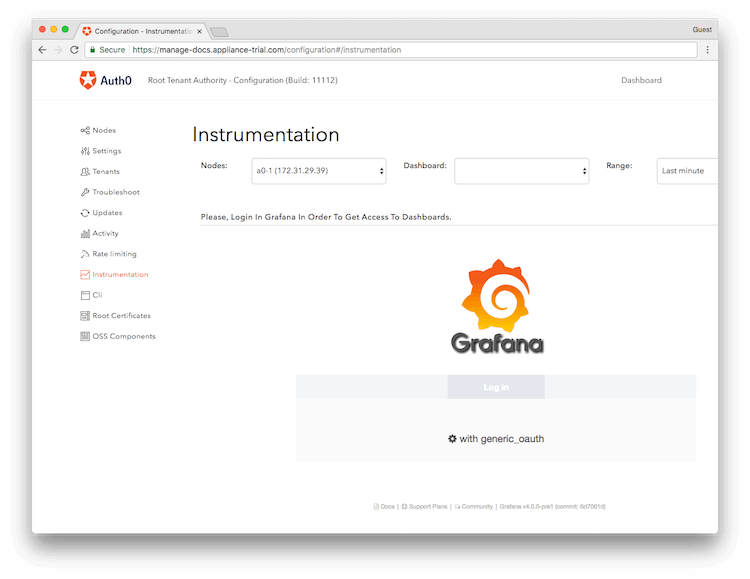 Configuration - Instrumentatio
Guest
Secure https://manage-docs.appliance-trial.com/configuration#/instrumentation
Auth0 Root Tenant Authority - Configuration (Build: 11112) Dashboard
Nodes
Settings
Tenants
Troubleshoot
Updates
Activity
Rate limiting
Instrumentation
Cli
Root Certificates
OSS Components
Instrumentation
Nodes: a0-1 (172.31.29.39) Dashboard: Range: Last minute
Please, Login In Grafana In Order To Get Access To Dashboards.
Grafana
Log in
with generic_oauth
Docs | Support Plans | Community | Grafana v4.0.0-pre1 (commit: 6d7061d)